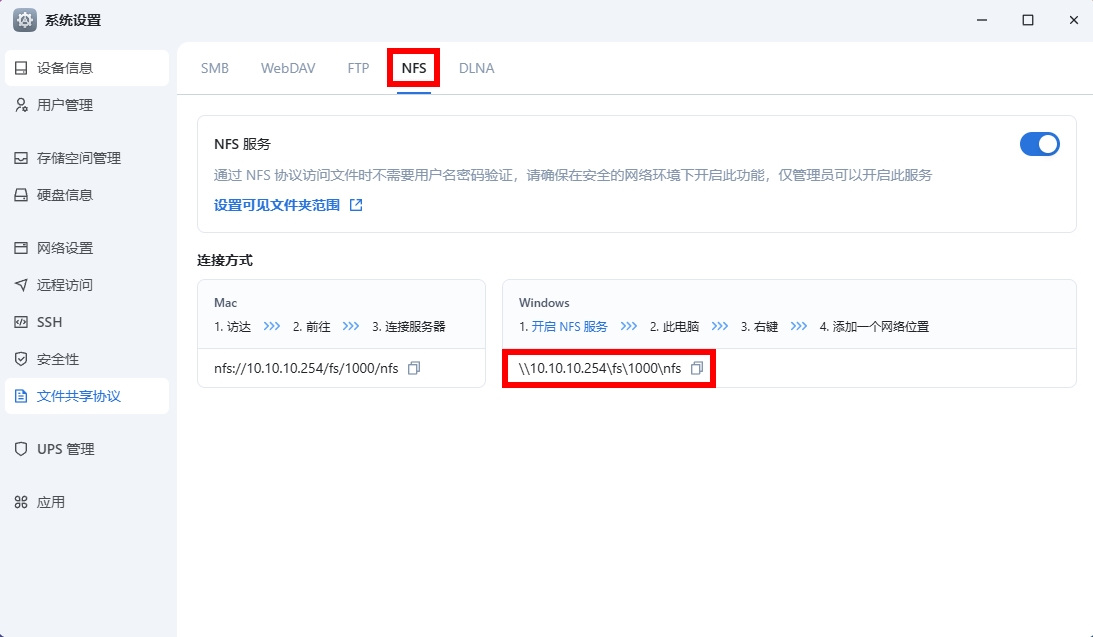 系统设置
设备信息
用户管理
存储空间管理
硬盘信息
网络设置
远程访问
SSH
安全性
文件共享协议
UPS 管理
应用
SMB WebDAV FTP NFS DLNA
NFS 服务
通过 NFS 协议访问文件时不需要用户名密码验证，请确保在安全的网络环境下开启此功能，仅管理员可以开启此服务
设置可见文件夹范围
连接方式
Mac
1. 访达 >>> 2. 前往 >>> 3. 连接服务器
nfs://10.10.10.254/fs/1000/nfs
Windows
1. 开启 NFS 服务 >>> 2. 此电脑 >>> 3. 右键 >>> 4. 添加一个网络位置
\\10.10.10.254\fs\1000\nfs